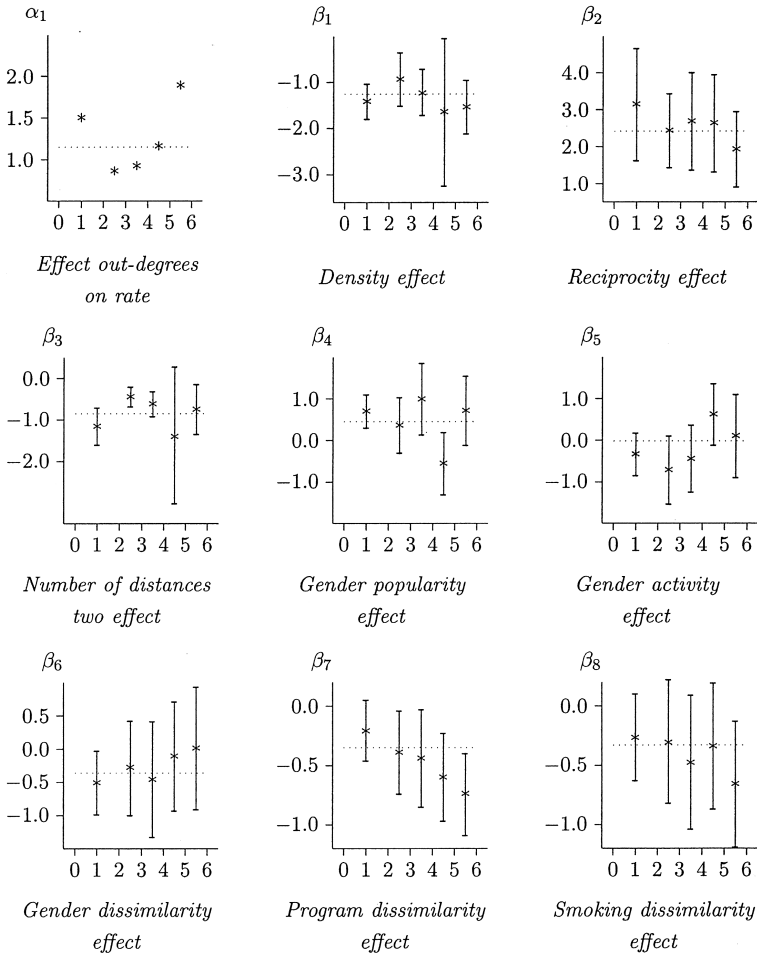 α₁
2.0
1.5
1.0
0 1 2 3 4 5 6
Effect out-degrees
on rate
β₁
−1.0
−2.0
−3.0
0 1 2 3 4 5 6
Density effect
β₂
4.0
3.0
2.0
1.0
0 1 2 3 4 5 6
Reciprocity effect
β₃
0.0
−1.0
−2.0
0 1 2 3 4 5 6
Number of distances
two effect
β₄
1.0
0.0
−1.0
0 1 2 3 4 5 6
Gender popularity
effect
β₅
1.0
0.0
−1.0
0 1 2 3 4 5 6
Gender activity
effect
β₆
0.5
0.0
−0.5
−1.0
0 1 2 3 4 5 6
Gender dissimilarity
effect
β₇
0.0
−0.5
−1.0
0 1 2 3 4 5 6
Program dissimilarity
effect
β₈
0.0
−0.5
−1.0
0 1 2 3 4 5 6
Smoking dissimilarity
effect